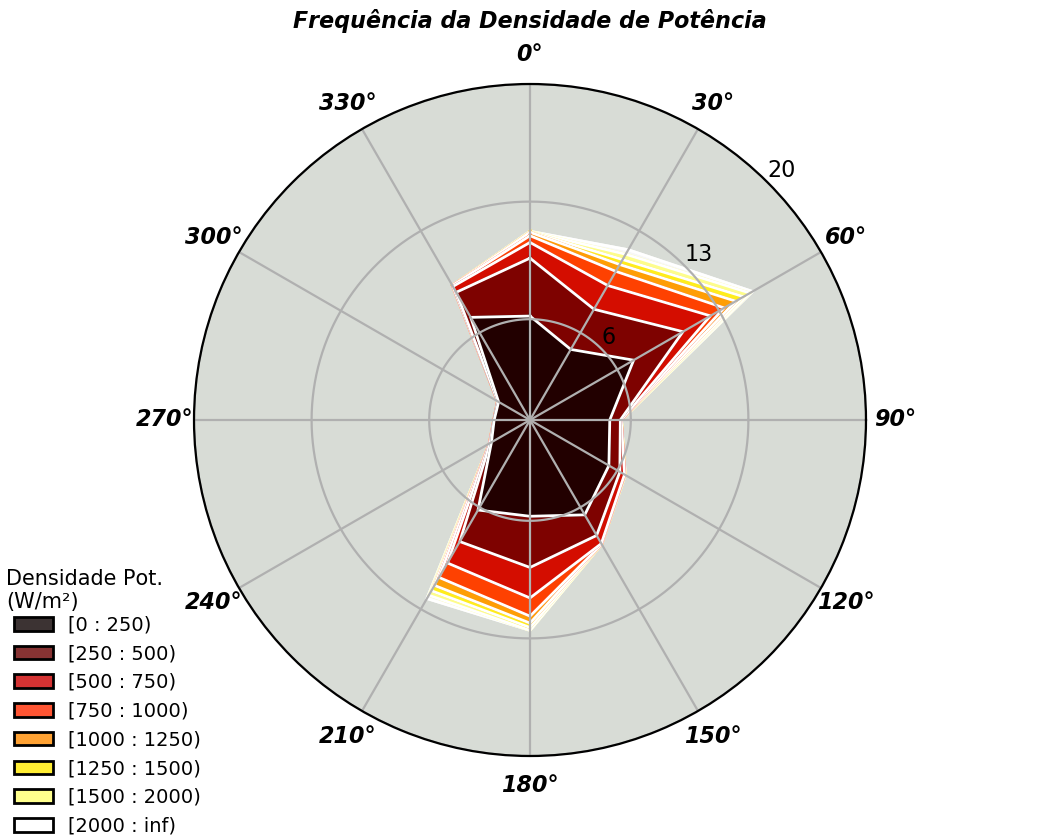 Frequência da Densidade de Potência
0°
330°
30°
20
300°
60°
13
6
270°
90°
240°
120°
210°
150°
180°
Densidade Pot.
(W/m²)
[0 : 250)
[250 : 500)
[500 : 750)
[750 : 1000)
[1000 : 1250)
[1250 : 1500)
[1500 : 2000)
[2000 : inf)